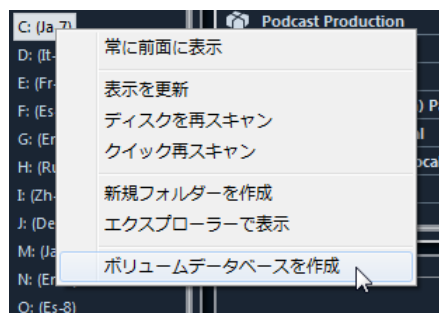 C: (Ja-7)
Podcast Production
D: (It-
常に前面に表示
E: (Fr-
表示を更新
F: (Es
ディスクを再スキャン
) P
G: (Er
クイック再スキャン
H: (Ru
I: (Zh-
新規フォルダーを作成
J: (De
エクスプローラーで表示
M: (Ja
ボリュームデータベースを作成
N: (Er
O: (Es-8)